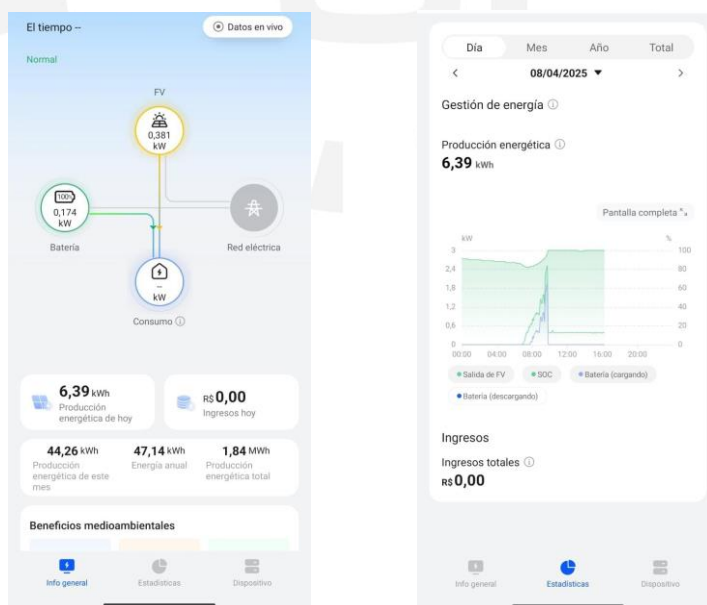 El tiempo --
Datos en vivo
Normal
FV
0,381
kW
100%
0,174
kW
Batería
Red eléctrica
--
kW
Consumo
6,39 kWh
Producción
energética de hoy
R$ 0,00
Ingresos hoy
44,26 kWh
Producción
energética de este
mes
47,14 kWh
Energía anual
1,84 MWh
Producción
energética total
Beneficios medioambientales
Info general
Estadísticas
Dispositivo
Día Mes Año Total
< 08/04/2025 ▼ >
Gestión de energía
Producción energética
6,39 kWh
Pantalla completa
kW %
3 100
2,4 80
1,8 60
1,2 40
0,6 20
0 0
00:00 04:00 08:00 12:00 16:00 20:00
Salida de FV SOC Batería (cargando)
Batería (descargando)
Ingresos
Ingresos totales
R$ 0,00
Info general Estadísticas Dispositivo